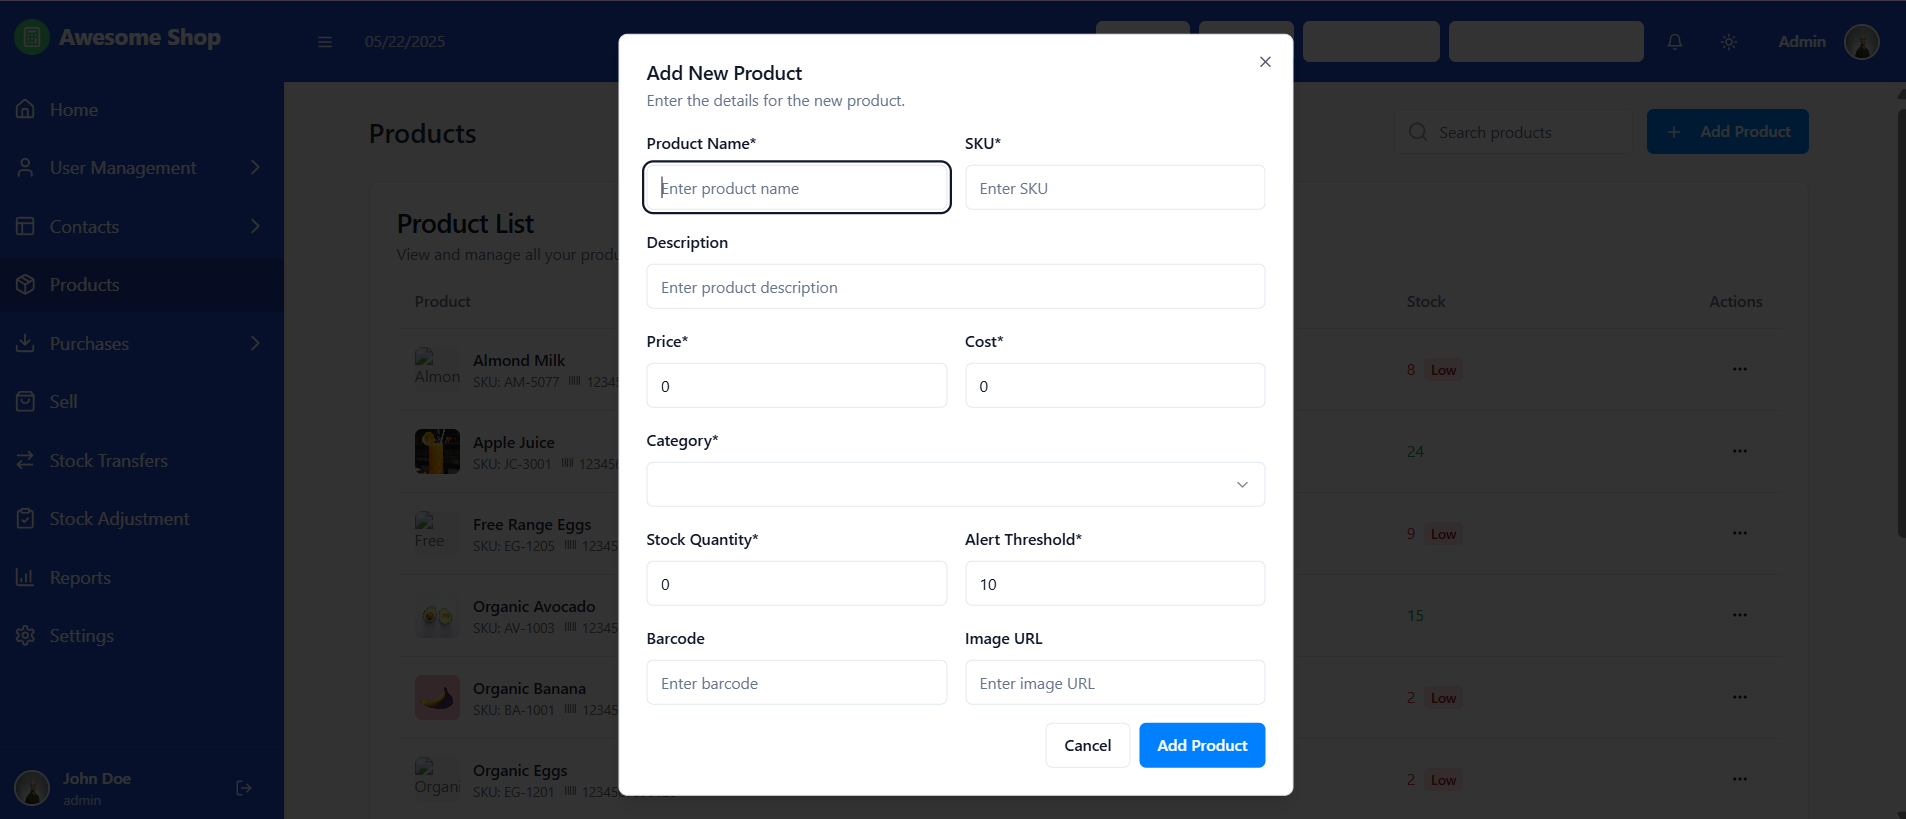 Awesome Shop
05/22/2025
Admin
Home
User Management
Contacts
Products
Purchases
Sell
Stock Transfers
Stock Adjustment
Reports
Settings
John Doe
admin
Products
Search products
Add Product
Product List
View and manage all your produ
Product
Stock
Actions
Almon
Almond Milk
SKU: AM-5077 12345
8 Low
Apple Juice
SKU: JC-3001 123456
24
Free
Free Range Eggs
SKU: EG-1205 12345
9 Low
Organic Avocado
SKU: AV-1003 12345
15
Organic Banana
SKU: BA-1001 12345
2 Low
Organi
Organic Eggs
SKU: EG-1201
2 Low
Add New Product
Enter the details for the new product.
Product Name*
SKU*
Enter product name
Enter SKU
Description
Enter product description
Price*
Cost*
0
0
Category*
Stock Quantity*
Alert Threshold*
0
10
Barcode
Image URL
Enter barcode
Enter image URL
Cancel
Add Product